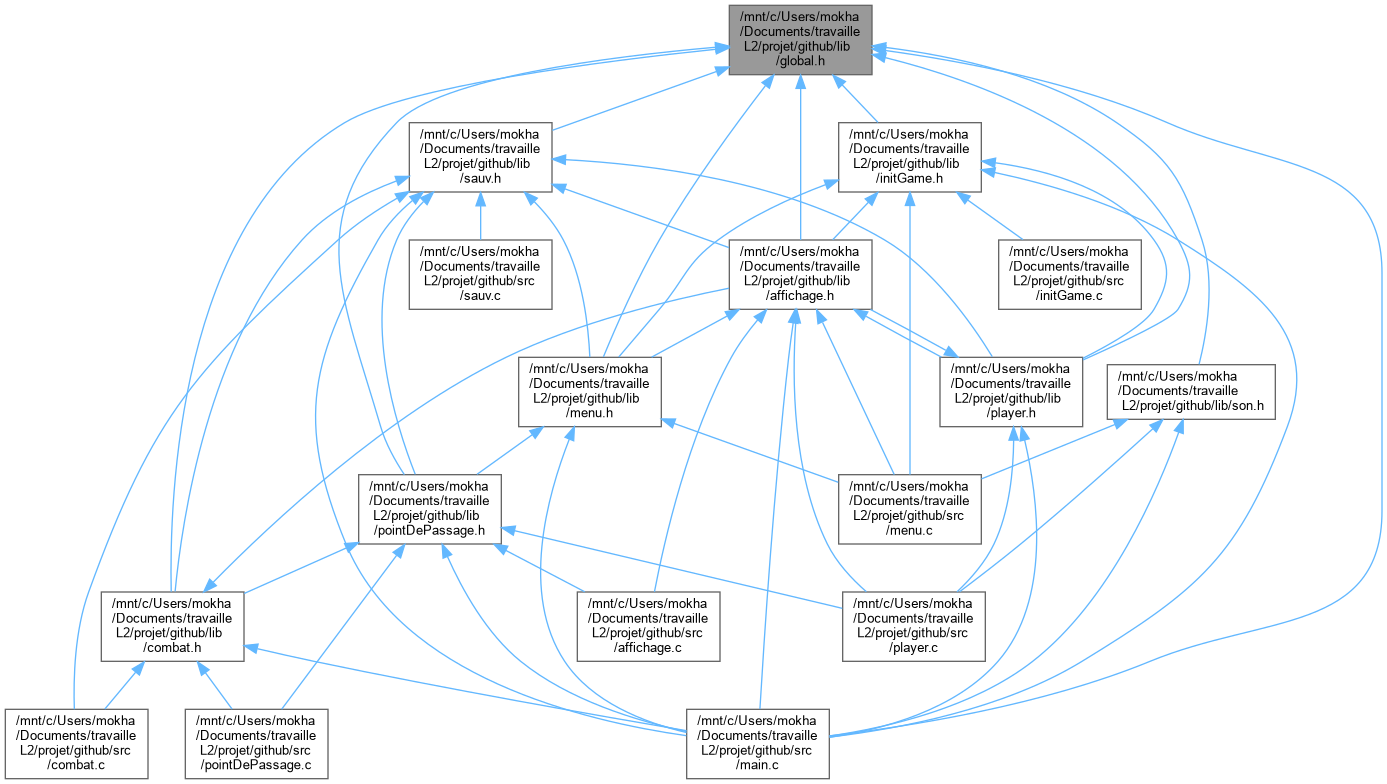 /mnt/c/Users/mokha
/Documents/travaille
L2/projet/github/lib
/global.h
/mnt/c/Users/mokha
/Documents/travaille
L2/projet/github/lib
/sauv.h
/mnt/c/Users/mokha
/Documents/travaille
L2/projet/github/lib
/initGame.h
/mnt/c/Users/mokha
/Documents/travaille
L2/projet/github/src
/sauv.c
/mnt/c/Users/mokha
/Documents/travaille
L2/projet/github/lib
/affichage.h
/mnt/c/Users/mokha
/Documents/travaille
L2/projet/github/src
/initGame.c
/mnt/c/Users/mokha
/Documents/travaille
L2/projet/github/lib
/menu.h
/mnt/c/Users/mokha
/Documents/travaille
L2/projet/github/lib
/player.h
/mnt/c/Users/mokha
/Documents/travaille
L2/projet/github/lib/son.h
/mnt/c/Users/mokha
/Documents/travaille
L2/projet/github/lib
/pointDePassage.h
/mnt/c/Users/mokha
/Documents/travaille
L2/projet/github/src
/menu.c
/mnt/c/Users/mokha
/Documents/travaille
L2/projet/github/lib
/combat.h
/mnt/c/Users/mokha
/Documents/travaille
L2/projet/github/src
/affichage.c
/mnt/c/Users/mokha
/Documents/travaille
L2/projet/github/src
/player.c
/mnt/c/Users/mokha
/Documents/travaille
L2/projet/github/src
/combat.c
/mnt/c/Users/mokha
/Documents/travaille
L2/projet/github/src
/pointDePassage.c
/mnt/c/Users/mokha
/Documents/travaille
L2/projet/github/src
/main.c